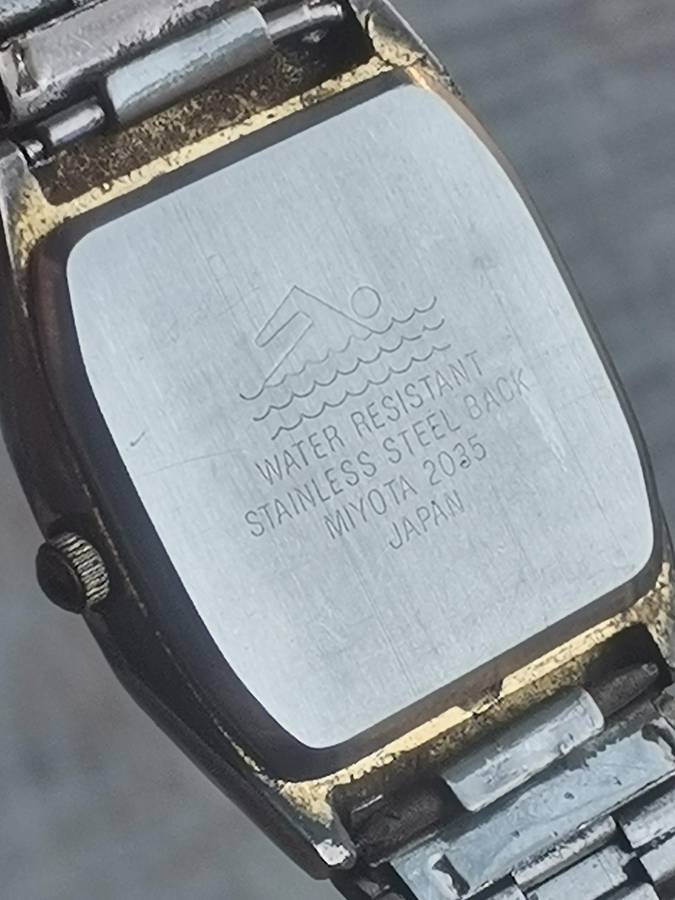 WATER RESISTANT
STAINLESS STEEL BACK
MIYOTA 2035
JAPAN